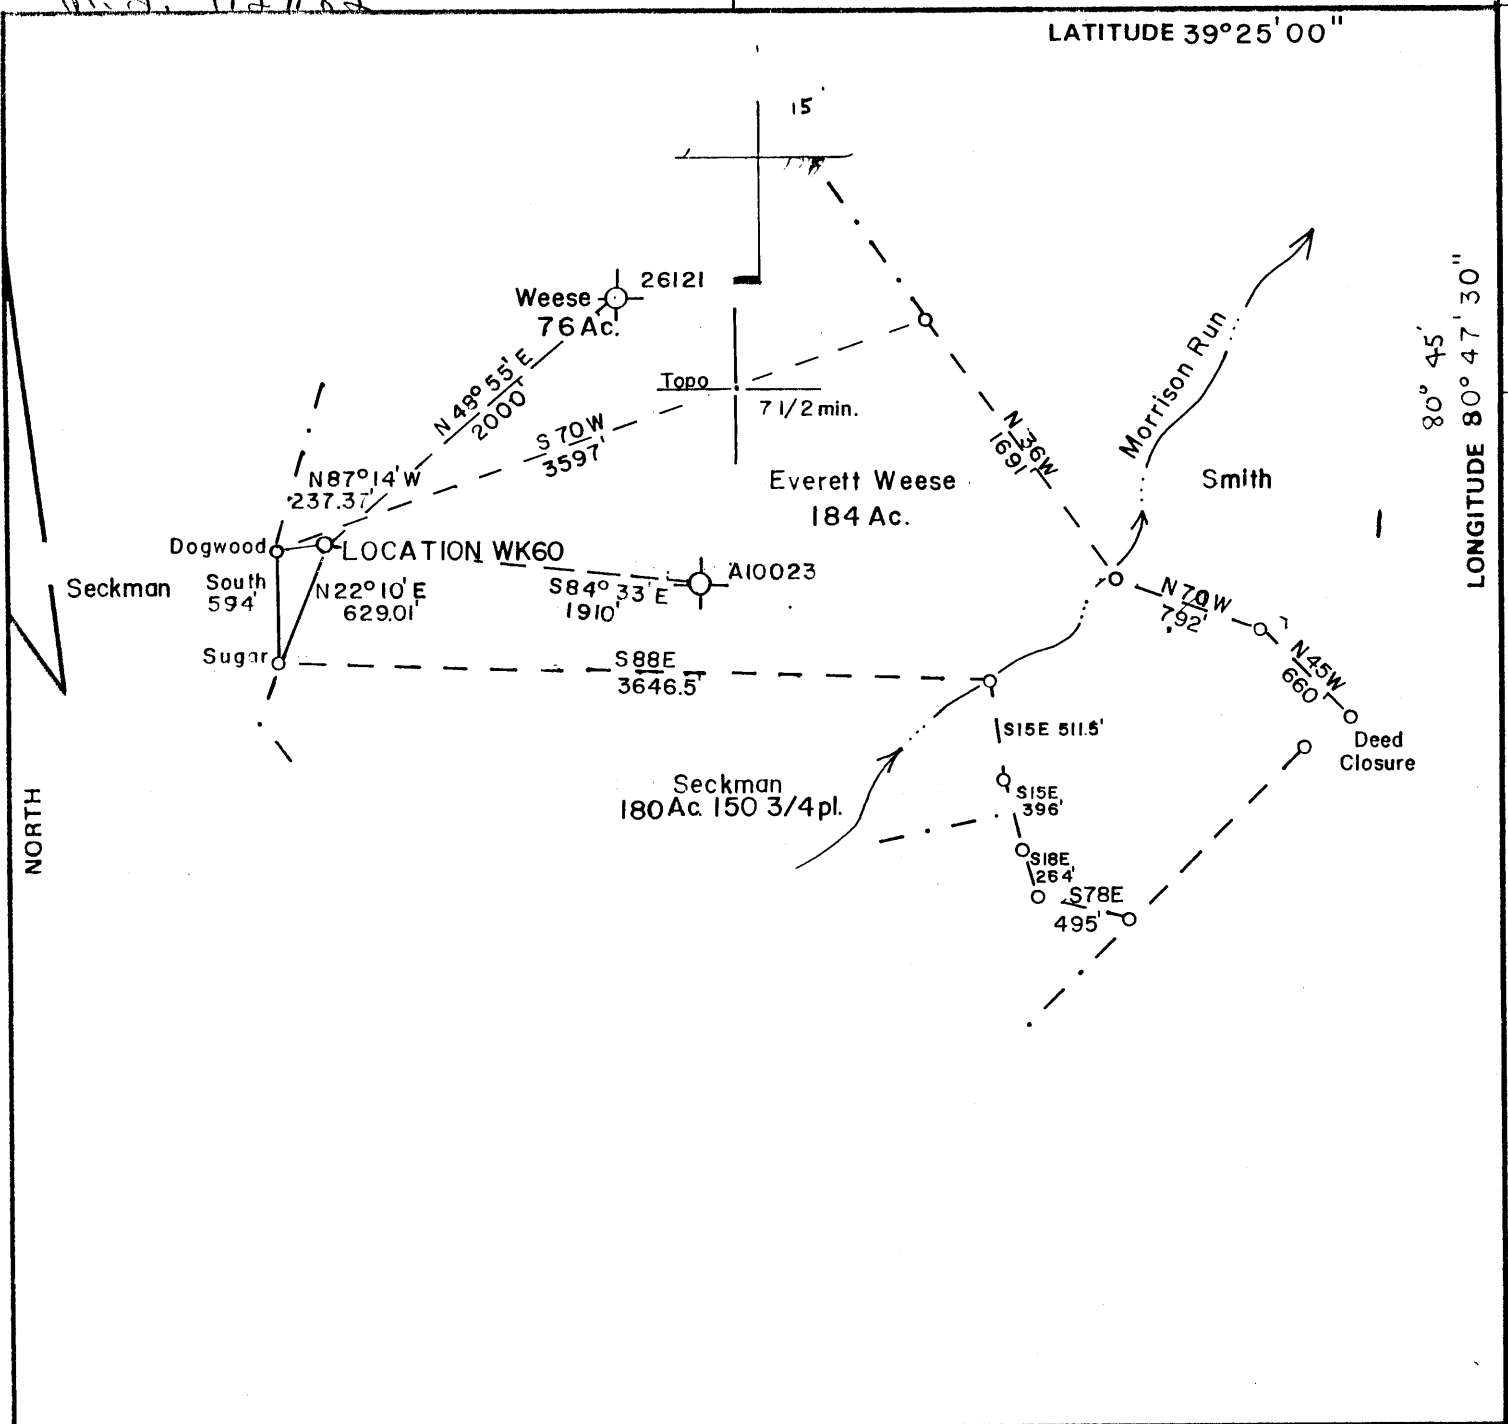 LATITUDE 39°25'00"
15'
26121
Weese
76 Ac.
N 48° 55' E
2000'
Topo
7 1/2 min.
S 70 W
3597'
N87°14' W
237.37'
Dogwood
LOCATION WK60
South
594'
N22°10' E
629.01'
Seckman
S84° 33' E
1910'
A10023
Sugar
S88E
3646.5'
Everett Weese
184 Ac.
N 36W
1691'
Morrison Run
Smith
80° 45'
LONGITUDE 80° 47' 30"
N 70 W
792'
N45W
660'
Deed
Closure
S15E 511.5'
S15E
396'
S18E
264'
S78E
495'
Seckman
180 Ac. 150 3/4 pl.
NORTH